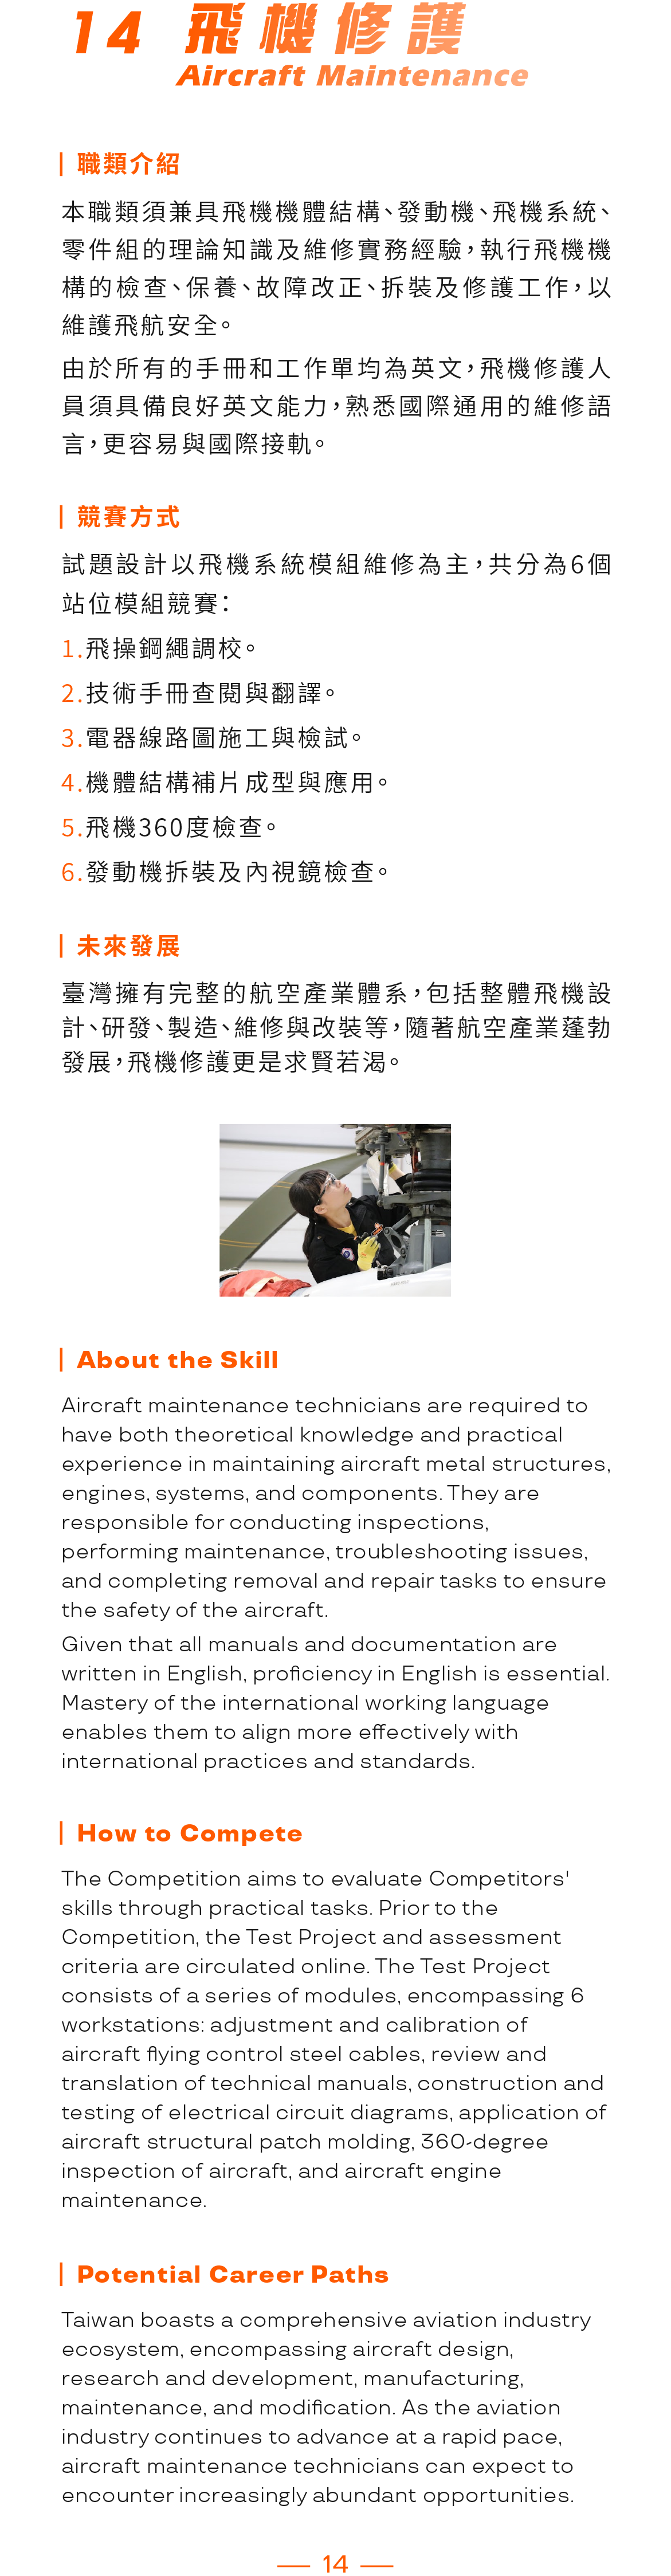 14 飛機修護
Aircraft Maintenance
職類介紹
本職類須兼具飛機機體結構、發動機、飛機系統、
零件組的理論知識及維修實務經驗，執行飛機機
構的檢查、保養、故障改正、拆裝及修護工作，以
維護飛航安全。
由於所有的手冊和工作單均為英文，飛機修護人
員須具備良好英文能力，熟悉國際通用的維修語
言，更容易與國際接軌。
競賽方式
試題設計以飛機系統模組維修為主，共分為6個
站位模組競賽：
1.飛操鋼繩調校。
2.技術手冊查閱與翻譯。
3.電器線路圖施工與檢試。
4.機體結構補片成型與應用。
5.飛機360度檢查。
6.發動機拆裝及內視鏡檢查。
未來發展
臺灣擁有完整的航空產業體系，包括整體飛機設
計、研發、製造、維修與改裝等，隨著航空產業蓬勃
發展，飛機修護更是求賢若渴。
About the Skill
Aircraft maintenance technicians are required to
have both theoretical knowledge and practical
experience in maintaining aircraft metal structures,
engines, systems, and components. They are
responsible for conducting inspections,
performing maintenance, troubleshooting issues,
and completing removal and repair tasks to ensure
the safety of the aircraft.
Given that all manuals and documentation are
written in English, proficiency in English is essential.
Mastery of the international working language
enables them to align more effectively with
international practices and standards.
How to Compete
The Competition aims to evaluate Competitors'
skills through practical tasks. Prior to the
Competition, the Test Project and assessment
criteria are circulated online. The Test Project
consists of a series of modules, encompassing 6
workstations: adjustment and calibration of
aircraft flying control steel cables, review and
translation of technical manuals, construction and
testing of electrical circuit diagrams, application of
aircraft structural patch molding, 360-degree
inspection of aircraft, and aircraft engine
maintenance.
Potential Career Paths
Taiwan boasts a comprehensive aviation industry
ecosystem, encompassing aircraft design,
research and development, manufacturing,
maintenance, and modification. As the aviation
industry continues to advance at a rapid pace,
aircraft maintenance technicians can expect to
encounter increasingly abundant opportunities.
14